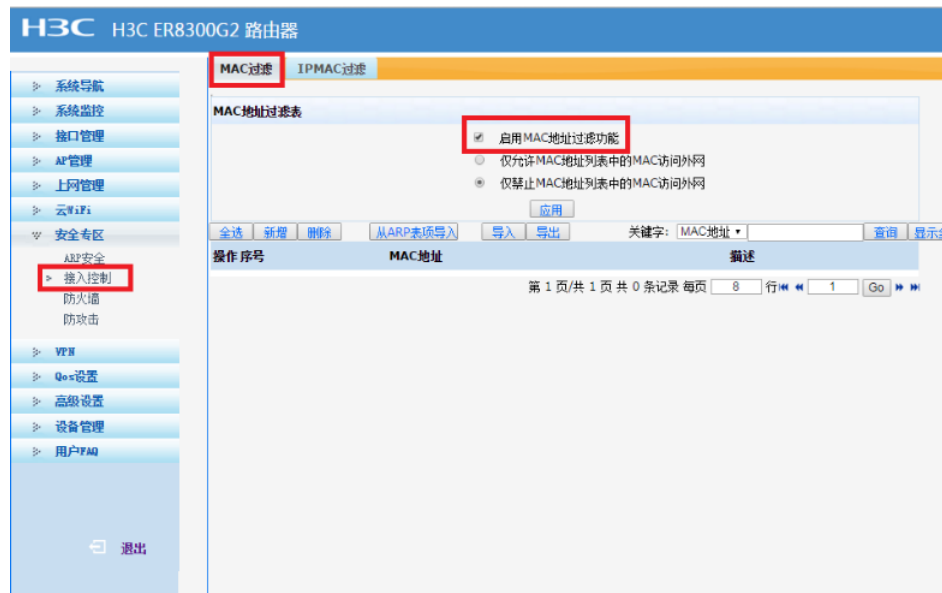 H3C H3C ER8300G2 路由器
MAC过滤 IPMAC过滤
系统导航
系统监控
接口管理
AP管理
上网管理
云WiFi
安全专区
ARP安全
接入控制
防火墙
防攻击
VPN
QoS设置
高级设置
设备管理
用户FAQ
退出
MAC地址过滤表
启用MAC地址过滤功能
仅允许MAC地址列表中的MAC访问外网
仅禁止MAC地址列表中的MAC访问外网
应用
全选 新增 删除 从ARP表项导入 导入 导出 关键字: MAC地址 查询 显示
操作 序号 MAC地址 描述
第 1 页/共 1 页 共 0 条记录 每页 8 行 1 Go